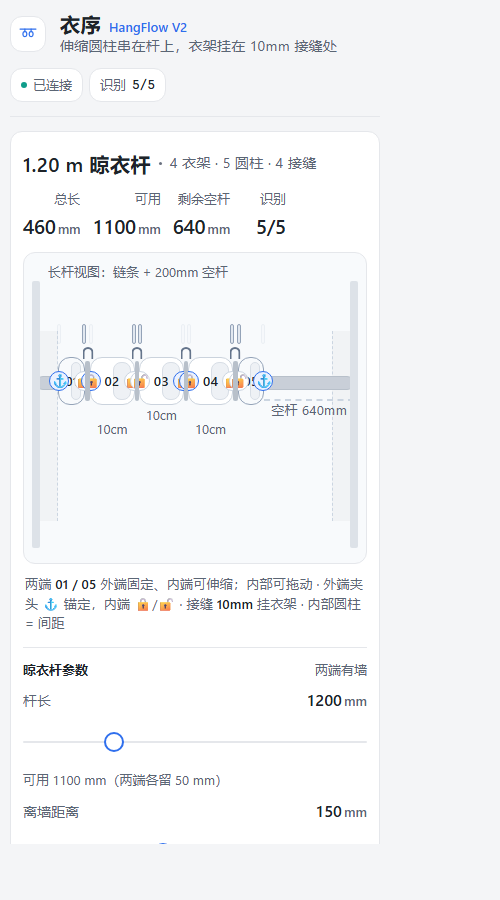 衣序 HangFlow V2
伸缩圆柱串在杆上，衣架挂在 10mm 接缝处
已连接 识别 5/5
1.20 m 晾衣杆 · 4 衣架 · 5 圆柱 · 4 接缝
总长 可用 剩余空杆 识别
460 mm 1100 mm 640 mm 5/5
长杆视图：链条 + 200mm 空杆
02 03 04
空杆 640mm
10cm
10cm 10cm
两端 01 / 05 外端固定、内端可伸缩；内部可拖动 · 外端夹
头 ⚓ 锚定，内端 🔒/🔓 · 接缝 10mm 挂衣架 · 内部圆柱
= 间距
晾衣杆参数 两端有墙
杆长 1200 mm
可用 1100 mm（两端各留 50 mm）
离墙距离 150 mm